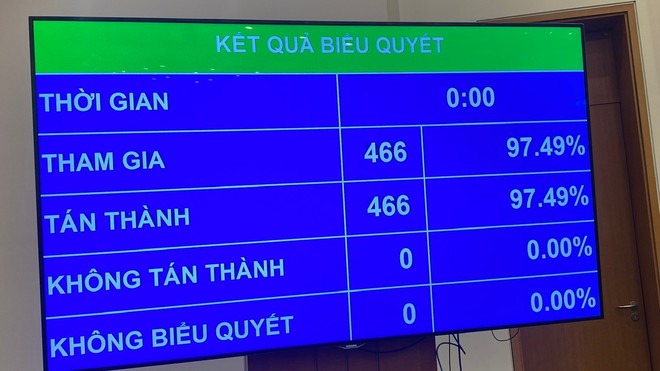 KẾT QUẢ BIỂU QUYẾT
THỜI GIAN 0:00
THAM GIA 466 97.49%
TÁN THÀNH 466 97.49%
KHÔNG TÁN THÀNH 0 0.00%
KHÔNG BIỂU QUYẾT 0 0.00%